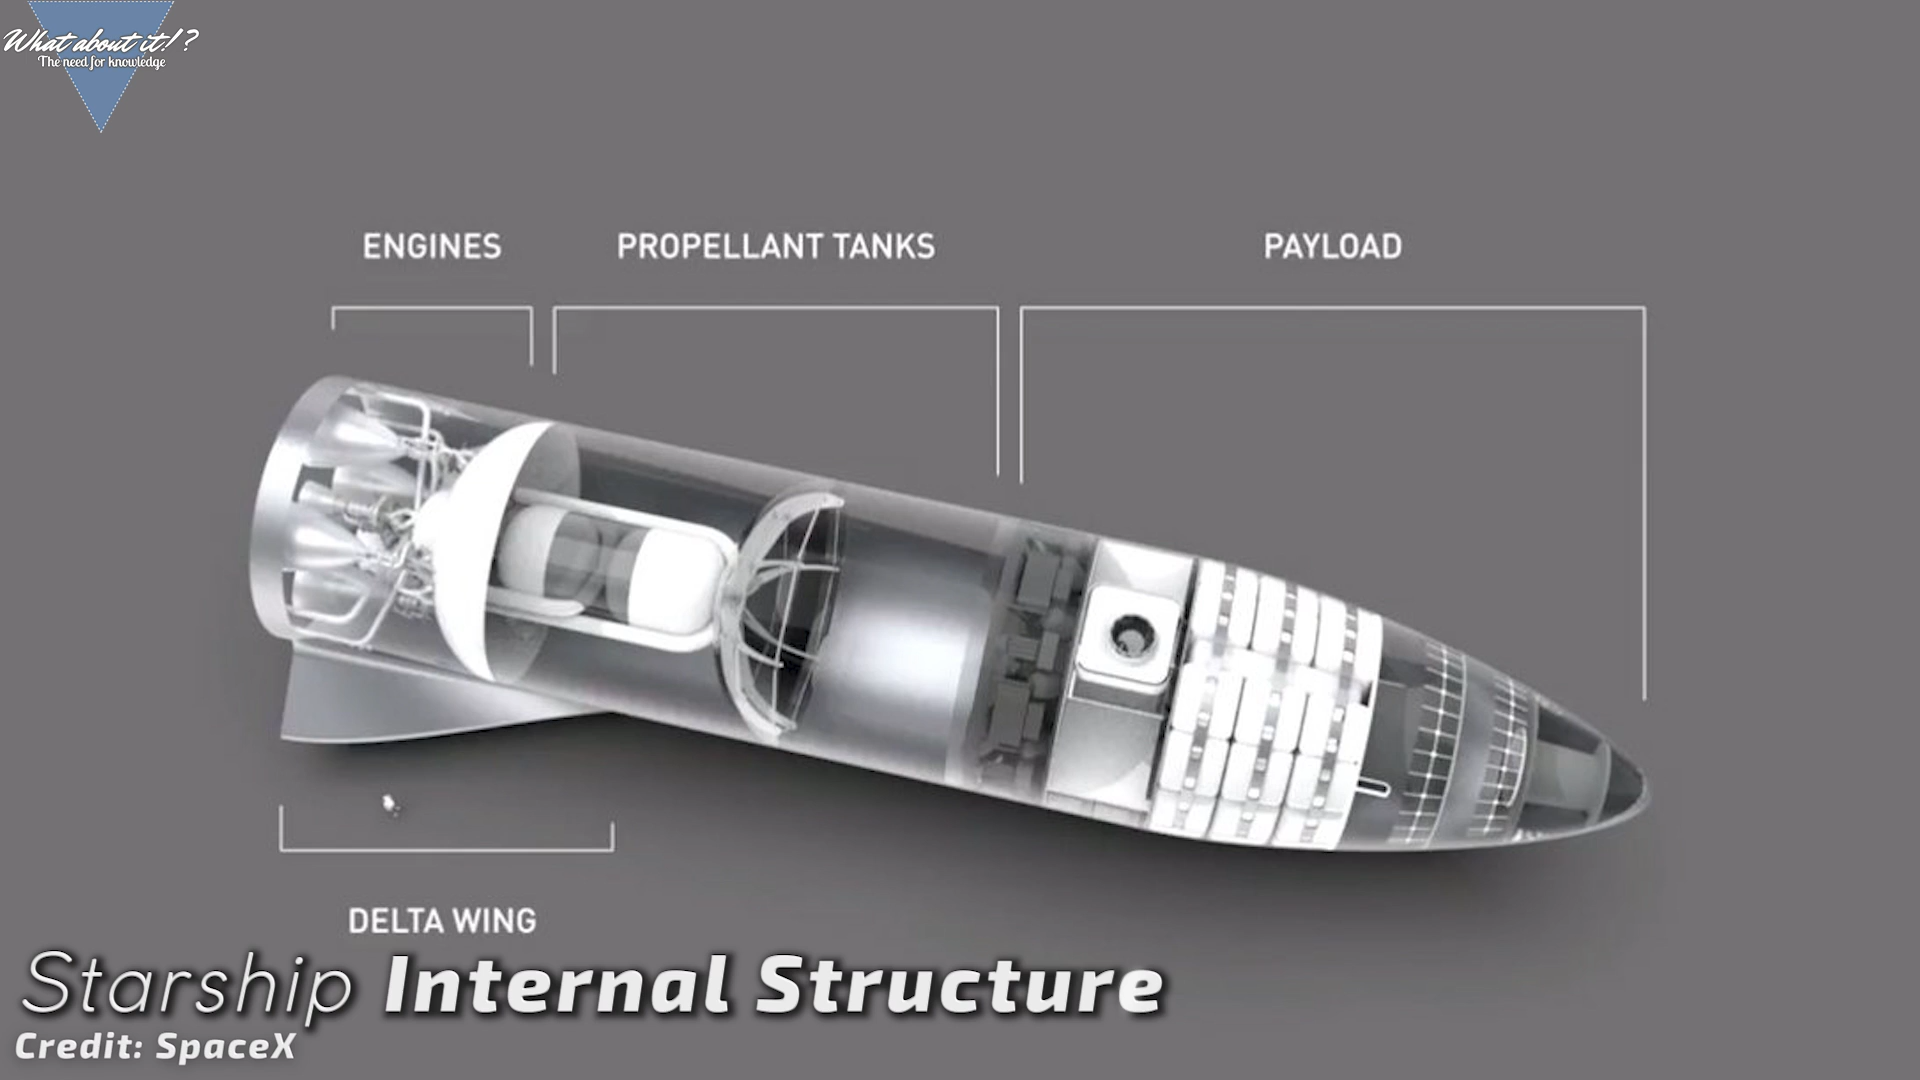 What about it!?
The need for knowledge
ENGINES
PROPELLANT TANKS
PAYLOAD
DELTA WING
Starship Internal Structure
Credit: SpaceX